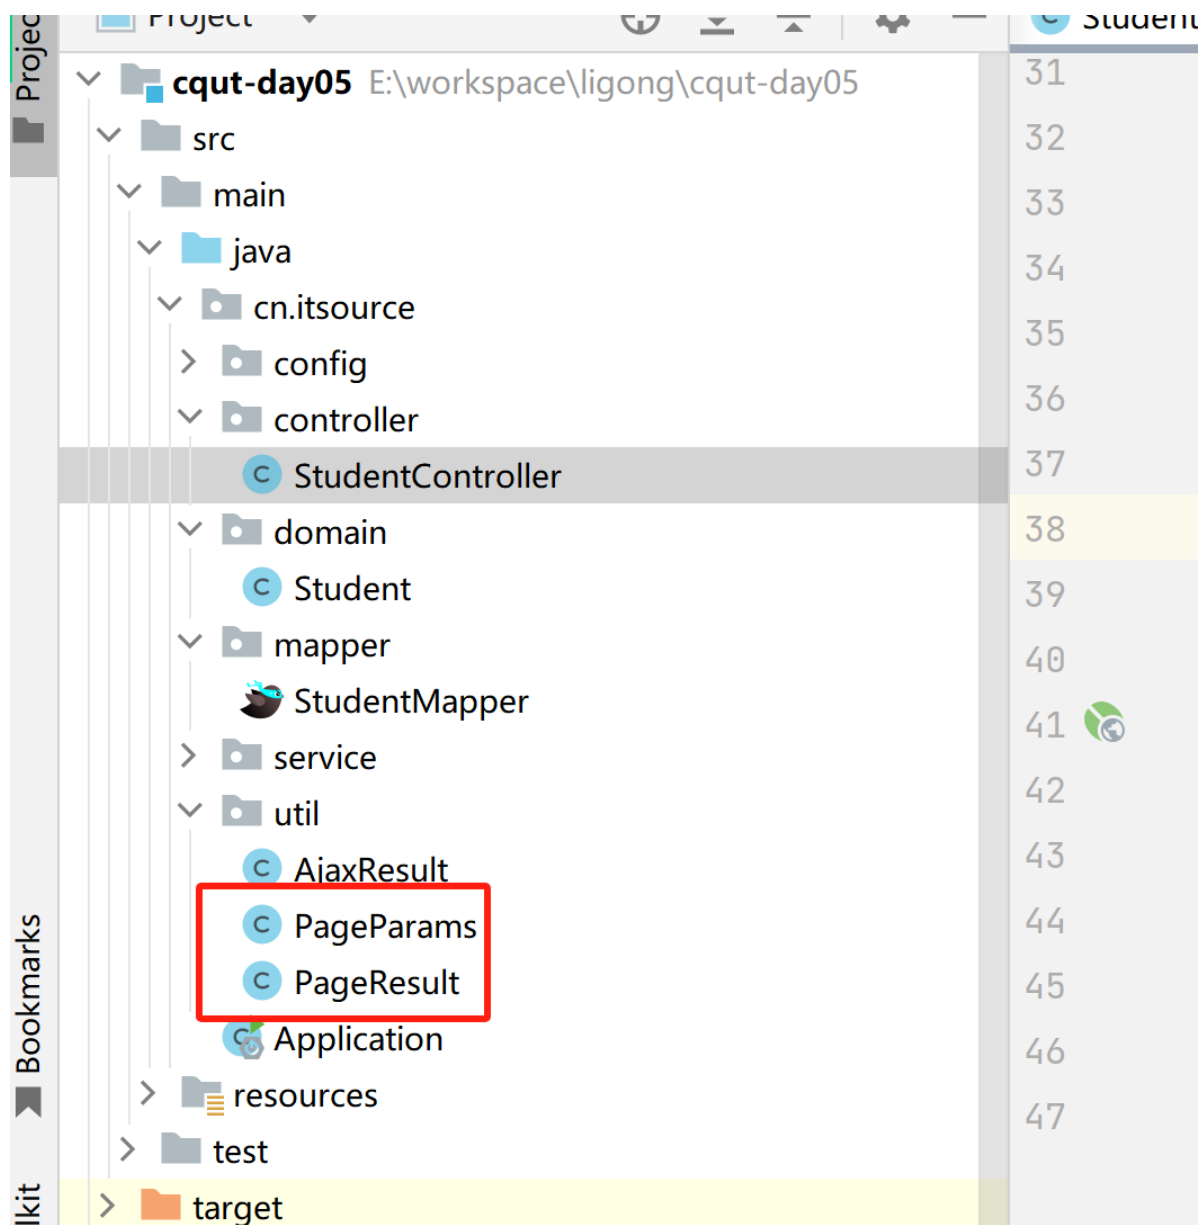 Project
Student
Project
cqut-day05 E:\workspace\ligong\cqut-day05
src
main
java
cn.itsource
config
controller
StudentController
domain
Student
mapper
StudentMapper
service
util
AjaxResult
PageParams
PageResult
Application
resources
test
target
Bookmarks
31
32
33
34
35
36
37
38
39
40
41
42
43
44
45
46
47